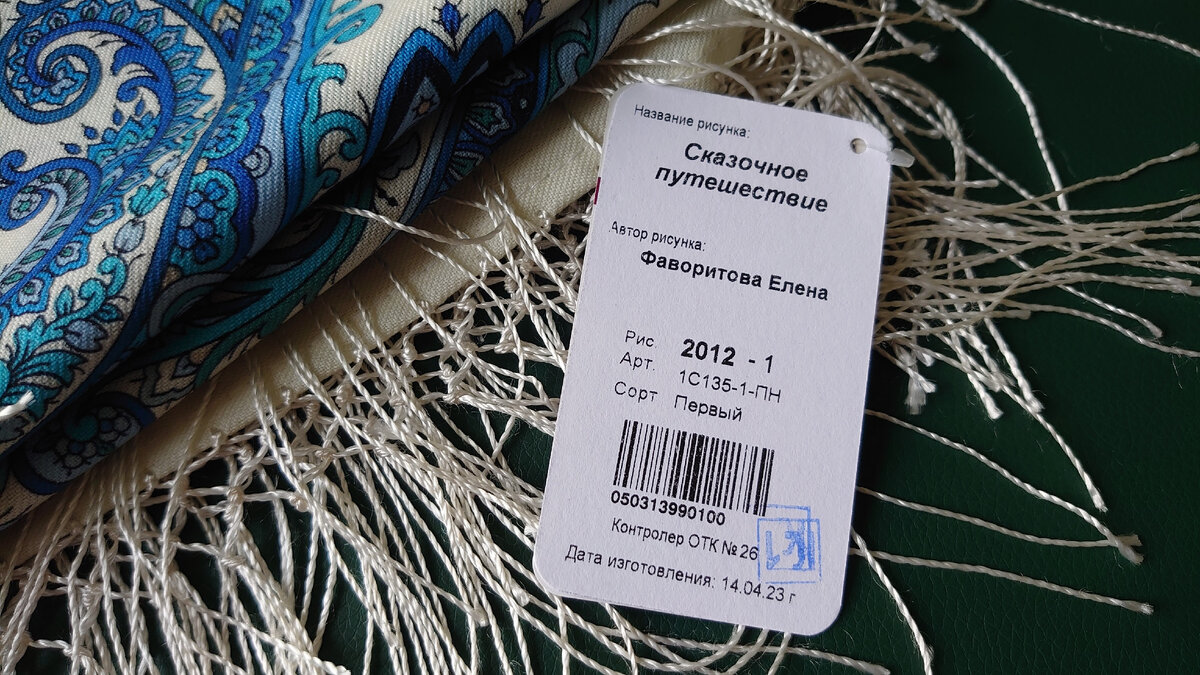 Название рисунка:
Сказочное
путешествие
Автор рисунка:
Фаворитова Елена
Рис. 2012 - 1
Арт. 1С135-1-ПН
Сорт Первый
050313990100
Контролер ОТК № 26
Дата изготовления: 14.04.23 г